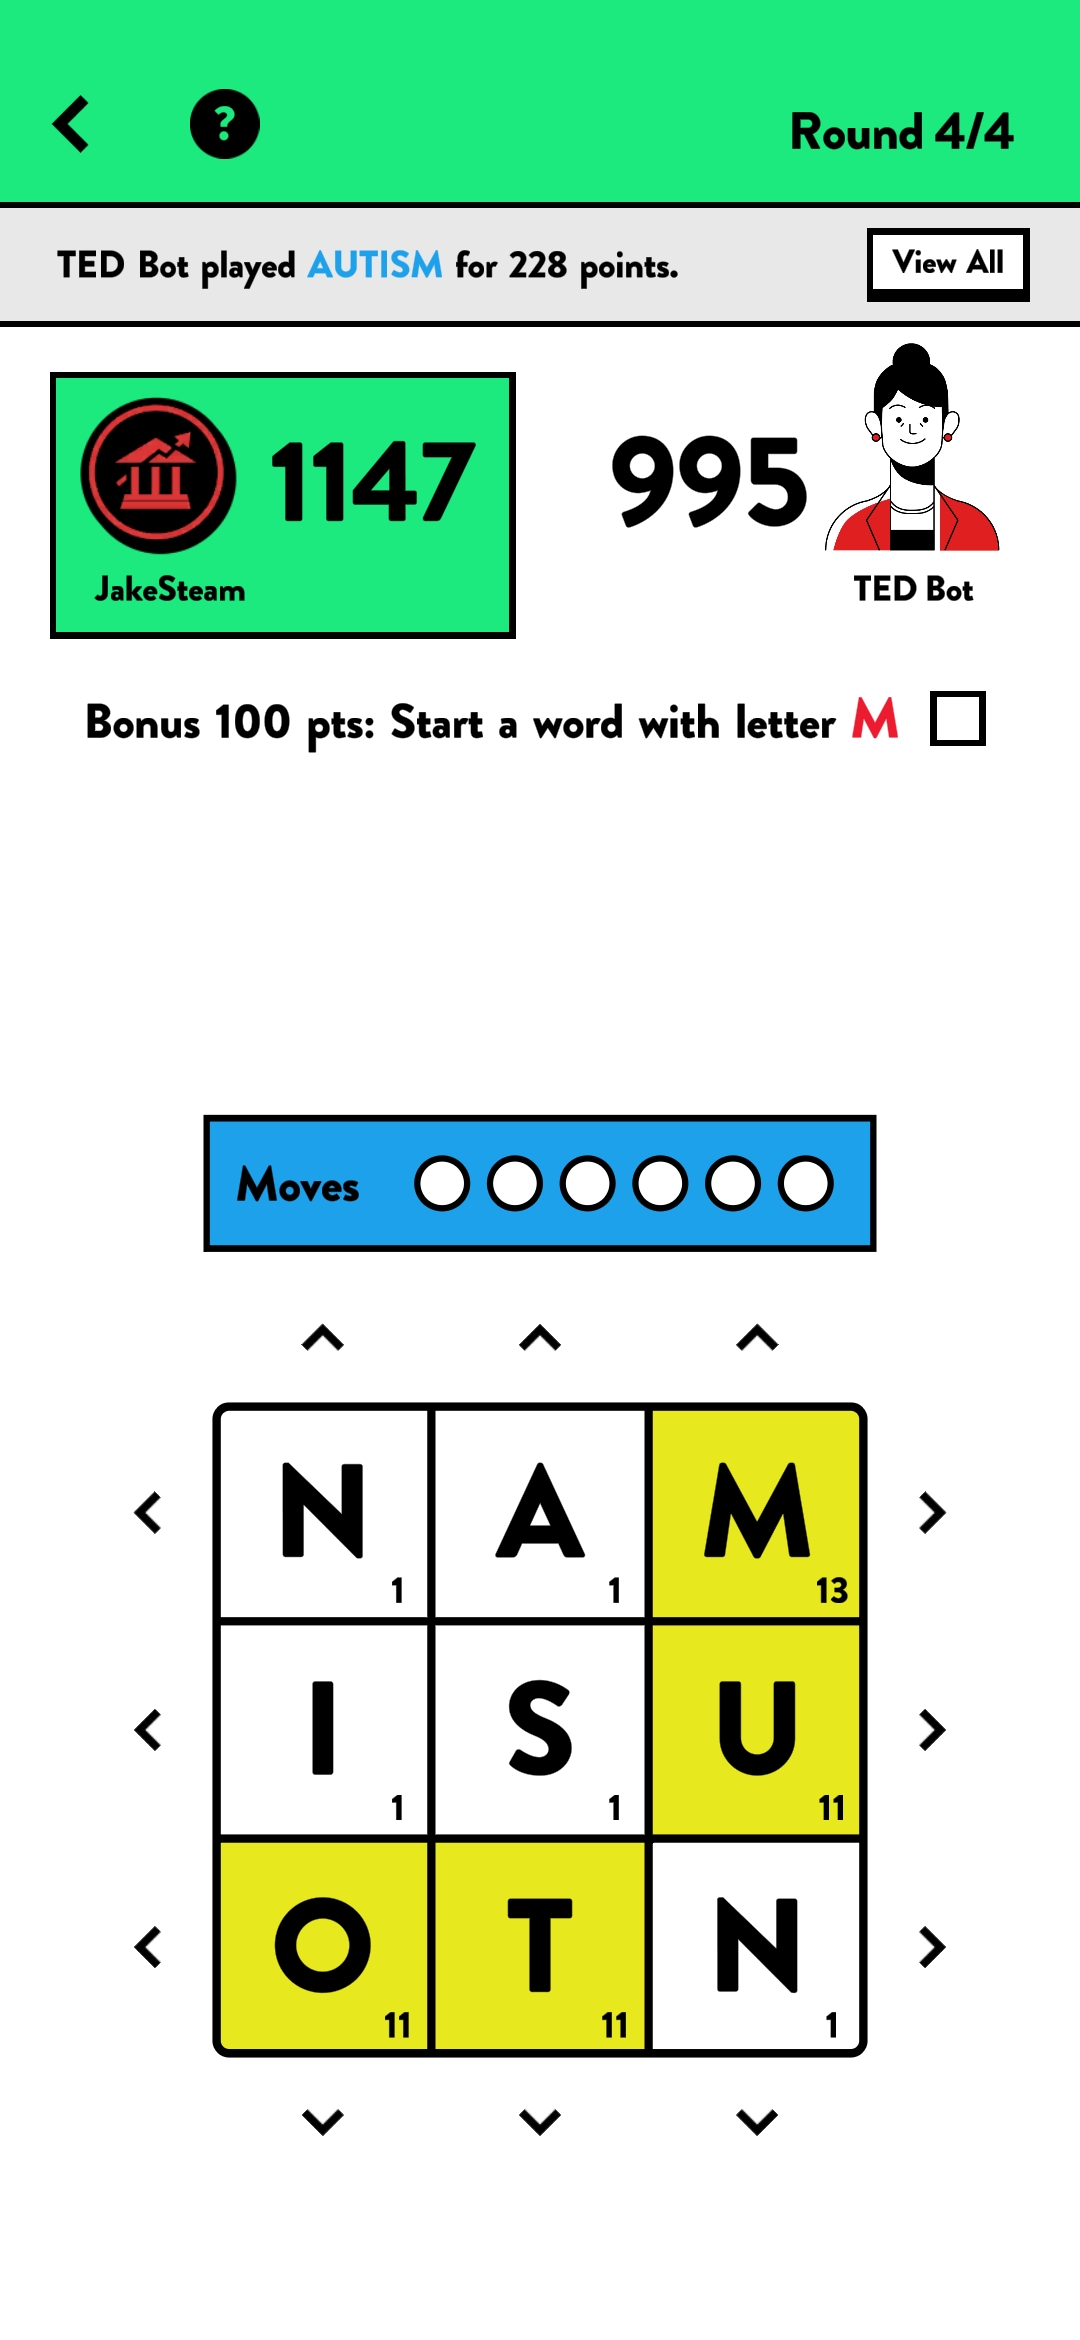 ?
Round 4/4
TED Bot played AUTISM for 228 points.
View All
1147
995
JakeSteam
TED Bot
Bonus 100 pts: Start a word with letter M
Moves
N 1 A 1 M 13
I 1 S 1 U 11
O 11 T 11 N 1